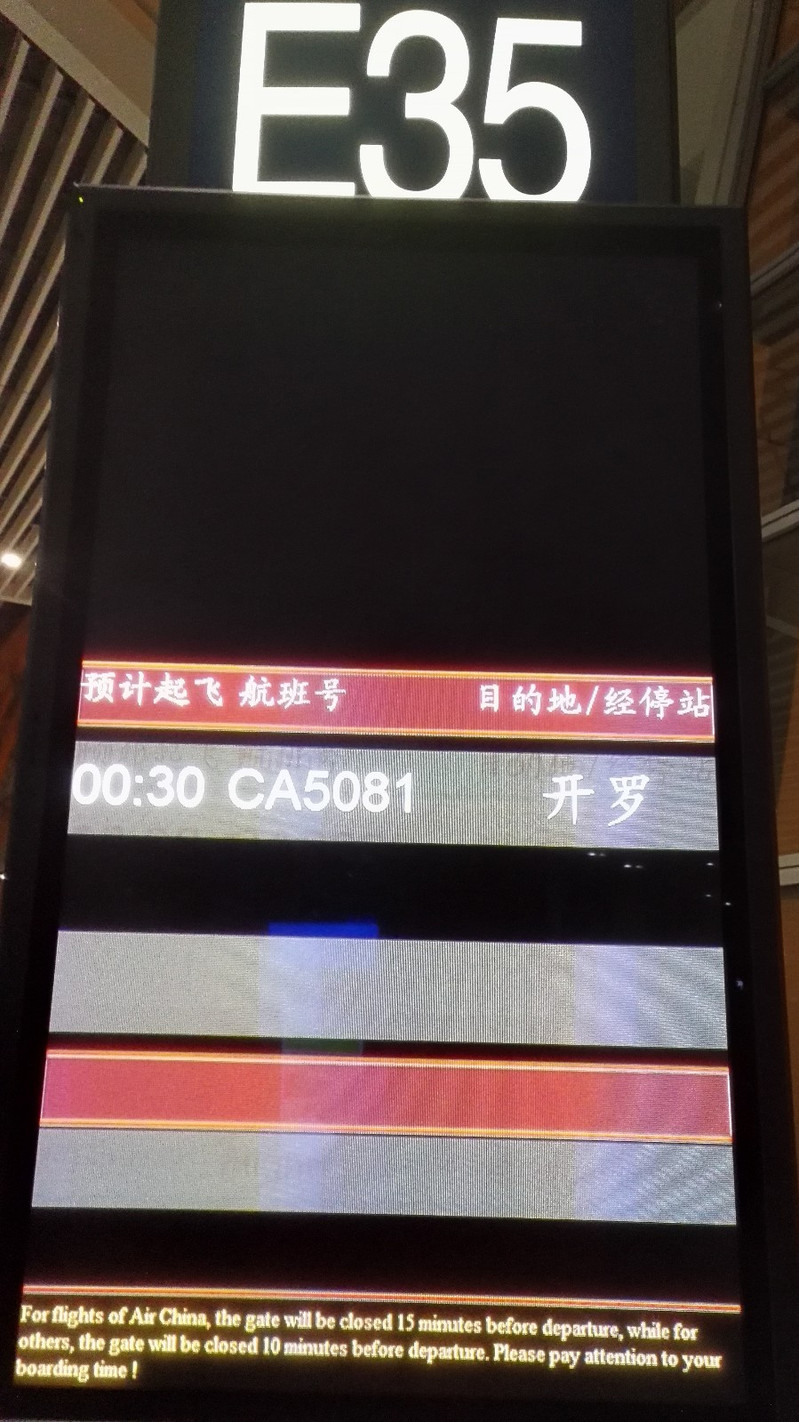 E35
预计起飞 航班号 目的地/经停站
00:30 CA5081 开罗
For flights of Air China, the gate will be closed 15 minutes before departure, while for
others, the gate will be closed 10 minutes before departure. Please pay attention to your
boarding time !